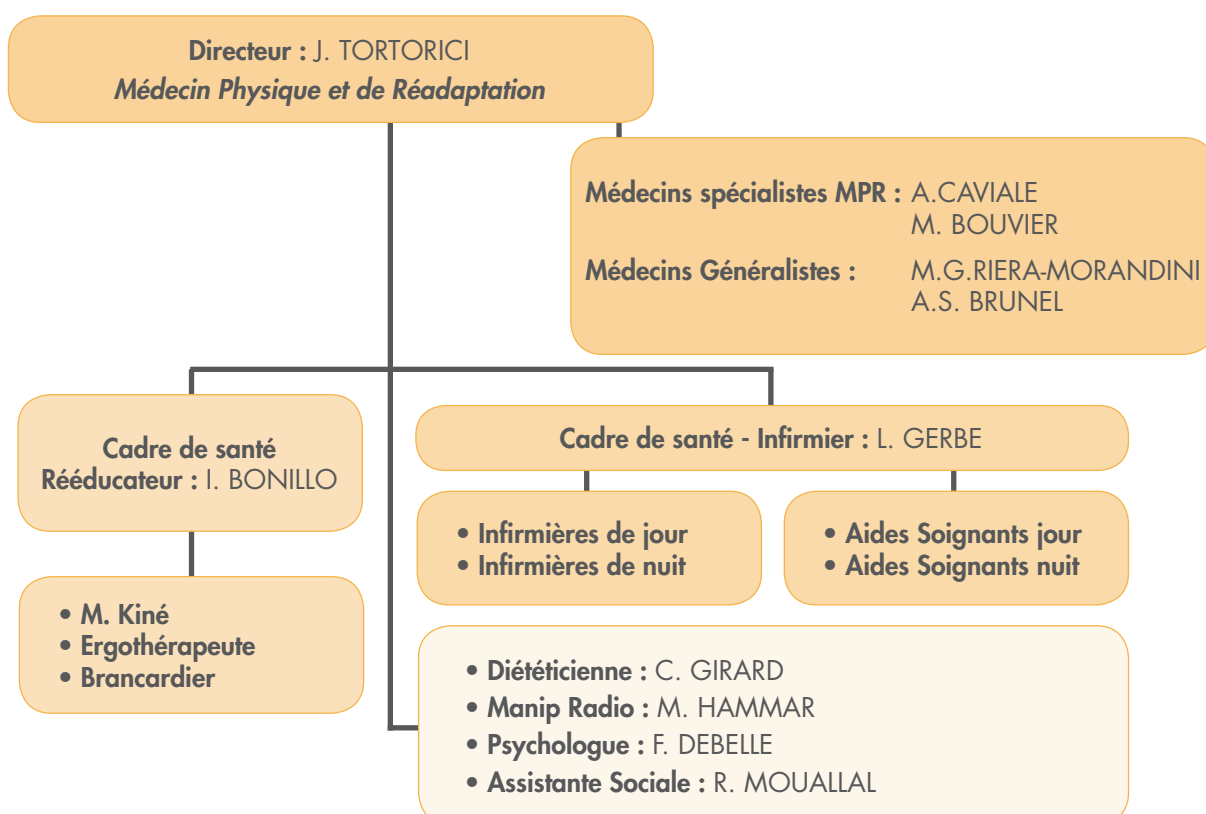 Directeur : J. TORTORICI
Médecin Physique et de Réadaptation
Médecins spécialistes MPR : A.CAVIALE
M. BOUVIER
Médecins Généralistes : M.G.RIERA-MORANDINI
A.S. BRUNEL
Cadre de santé
Rééducateur : I. BONILLO
• M. Kiné
• Ergothérapeute
• Brancardier
Cadre de santé - Infirmier : L. GERBE
• Infirmières de jour
• Infirmières de nuit
• Aides Soignants jour
• Aides Soignants nuit
• Diététicienne : C. GIRARD
• Manip Radio : M. HAMMAR
• Psychologue : F. DEBELLE
• Assistante Sociale : R. MOUALLAL